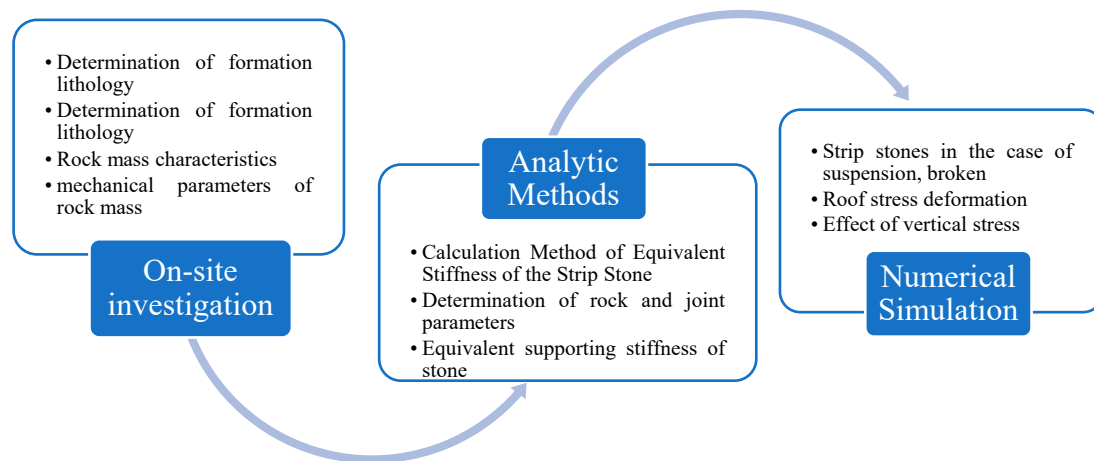 • Determination of formation
lithology
• Determination of formation
lithology
• Rock mass characteristics
• mechanical parameters of
rock mass
On-site
investigation
Analytic
Methods
• Calculation Method of Equivalent
Stiffness of the Strip Stone
• Determination of rock and joint
parameters
• Equivalent supporting stiffness of
stone
• Strip stones in the case of
suspension, broken
• Roof stress deformation
• Effect of vertical stress
Numerical
Simulation